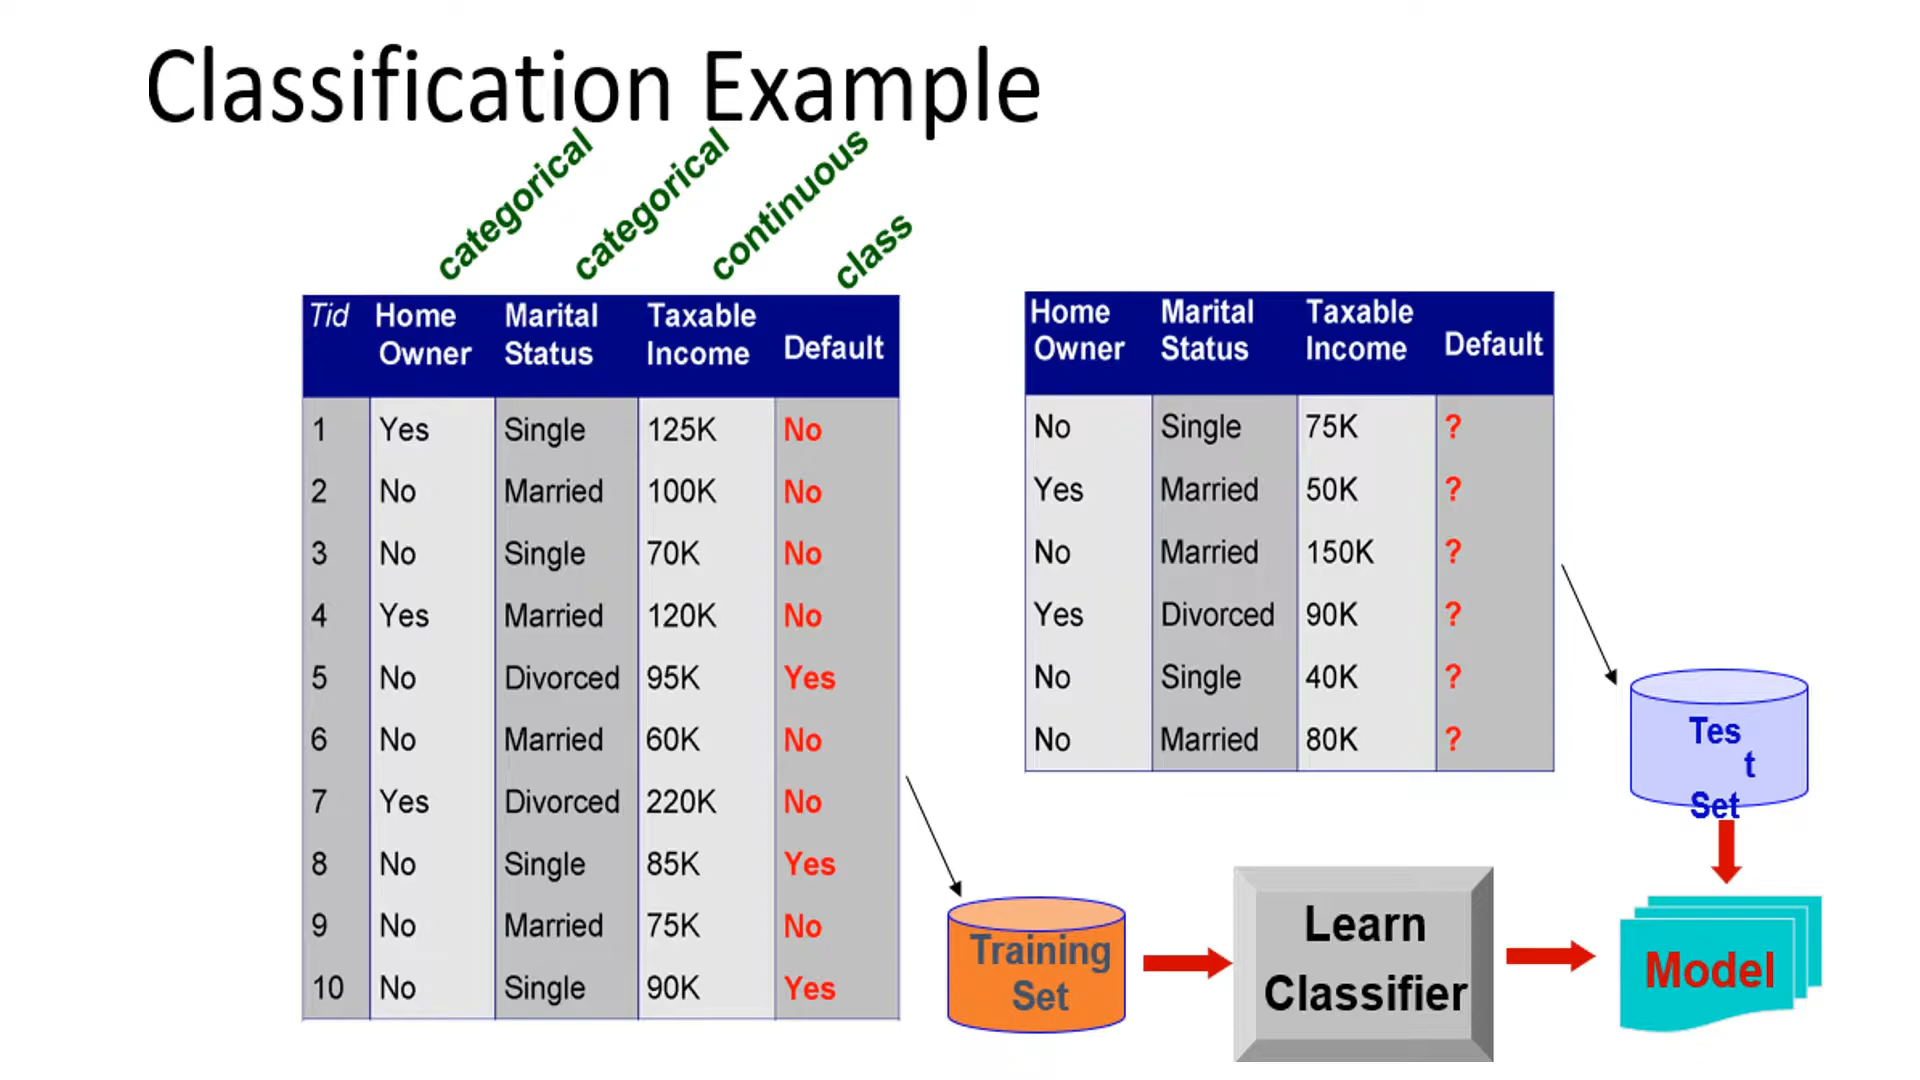 Classification Example
categorical
categorical
continuous
class
Tid Home Owner Marital Status Taxable Income Default
1 Yes Single 125K No
2 No Married 100K No
3 No Single 70K No
4 Yes Married 120K No
5 No Divorced 95K Yes
6 No Married 60K No
7 Yes Divorced 220K No
8 No Single 85K Yes
9 No Married 75K No
10 No Single 90K Yes
Home Owner Marital Status Taxable Income Default
No Single 75K ?
Yes Married 50K ?
No Married 150K ?
Yes Divorced 90K ?
No Single 40K ?
No Married 80K ?
Tes
t
Set
Training
Set
Learn
Classifier
Model